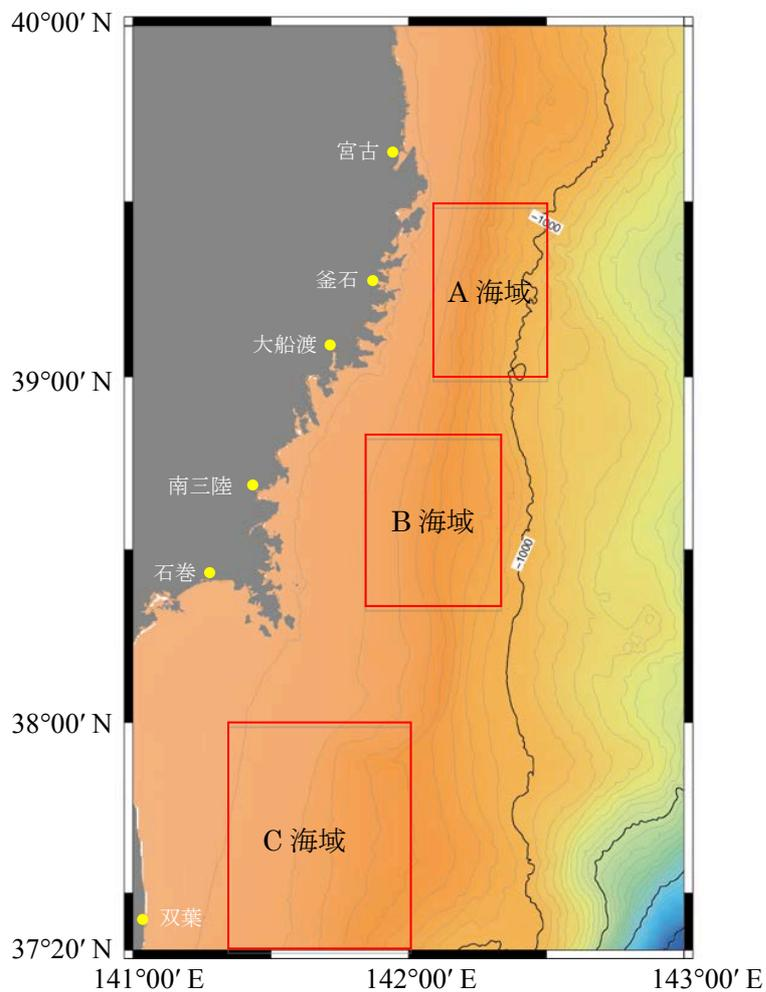 40°00′ N
宮古
−1000
釜石
A 海域
大船渡
39°00′ N
南三陸
B 海域
−1000
石巻
38°00′ N
C 海域
双葉
37°20′ N
141°00′ E
142°00′ E
143°00′ E